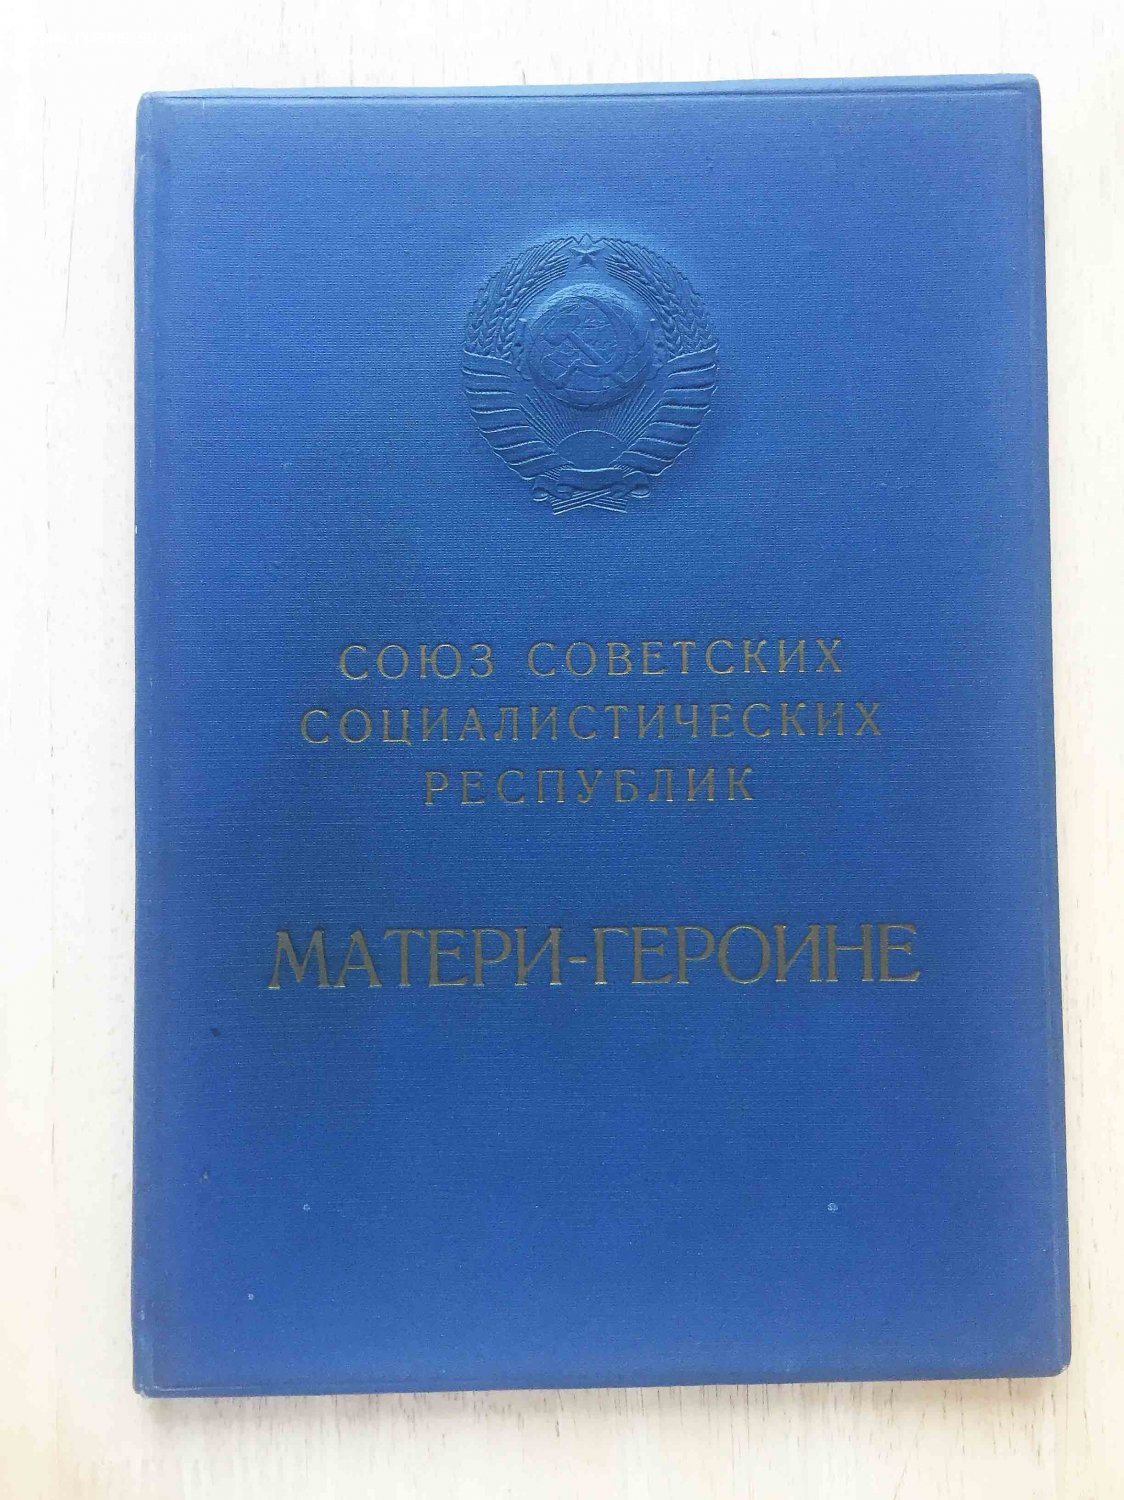 СОЮЗ СОВЕТСКИХ
СОЦИАЛИСТИЧЕСКИХ
РЕСПУБЛИК
МАТЕРИ-ГЕРОИНЕ